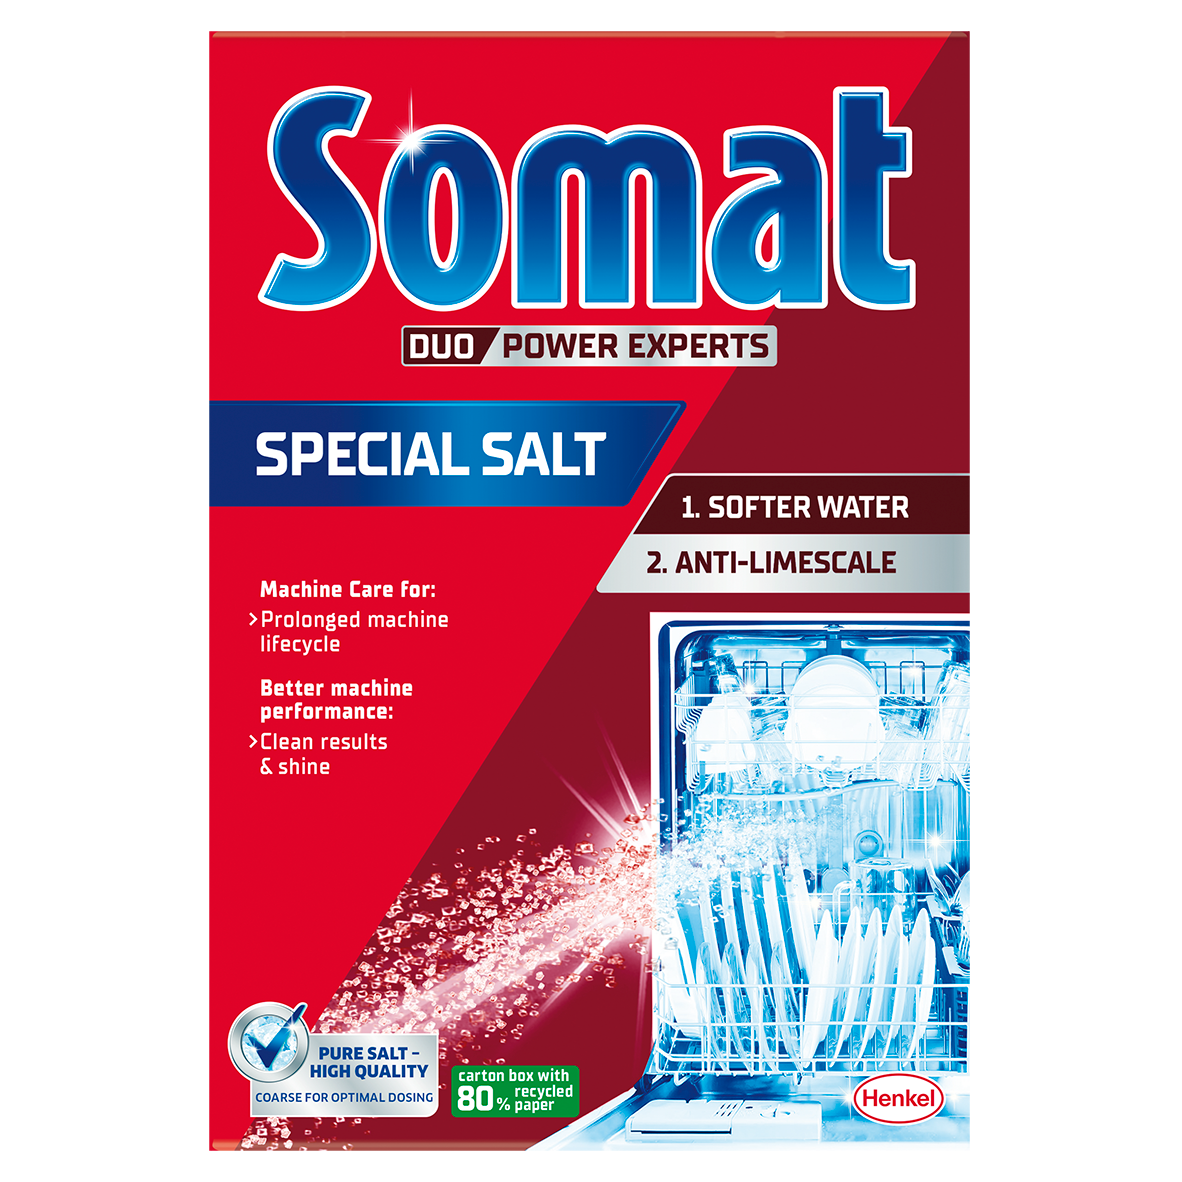 Somat
DUO POWER EXPERTS
SPECIAL SALT
1. SOFTER WATER
2. ANTI-LIMESCALE
Machine Care for:
>Prolonged machine
lifecycle
Better machine
performance:
>Clean results
& shine
PURE SALT –
HIGH QUALITY
COARSE FOR OPTIMAL DOSING
carton box with
80% recycled
paper
Henkel